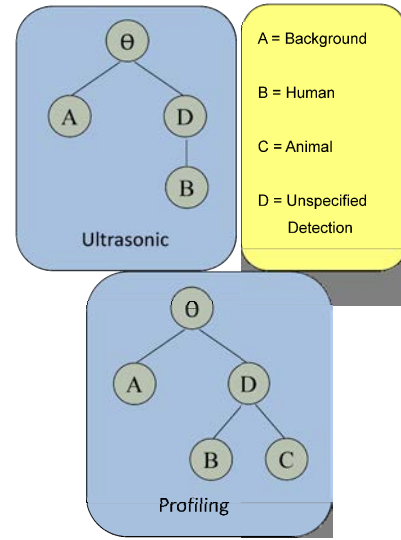 Ɵ
A
D
B
Ultrasonic
A = Background
B = Human
C = Animal
D = Unspecified
Detection
Ɵ
A
D
B
C
Profiling